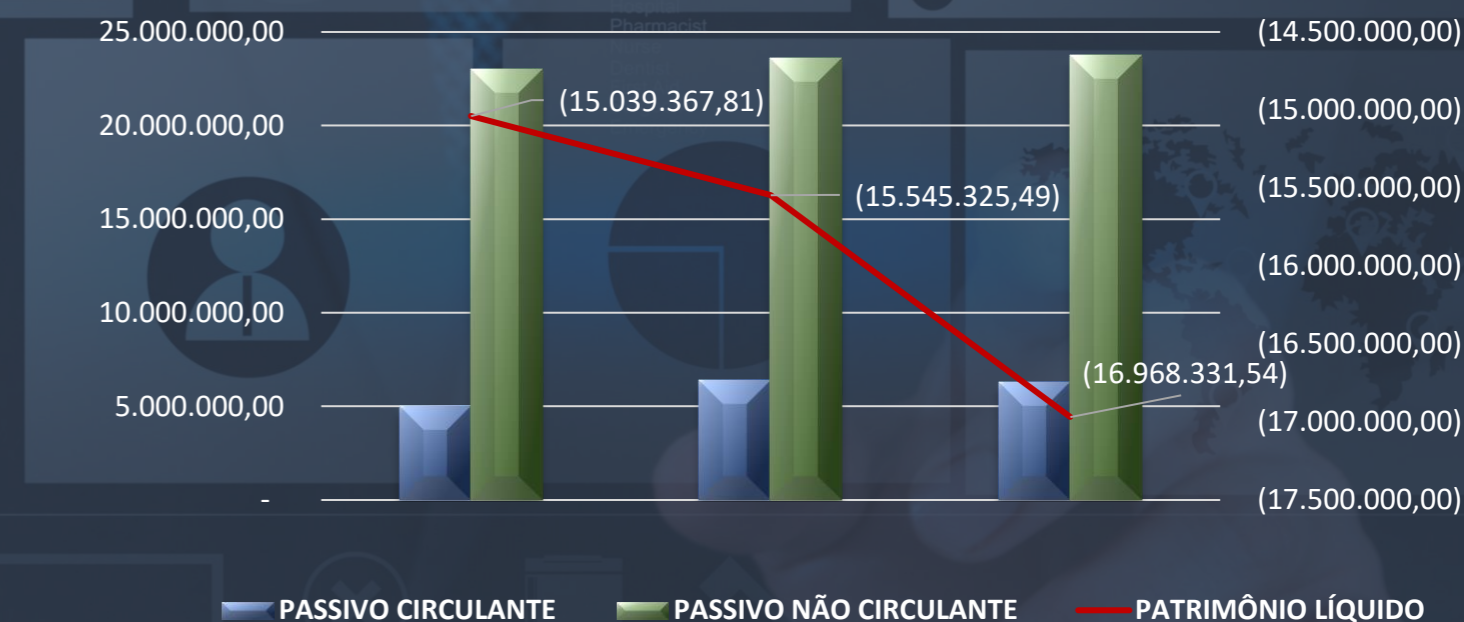 Hospital
Pharmacist
Nurse
Dentist
25.000.000,00
20.000.000,00
15.000.000,00
10.000.000,00
5.000.000,00
-
(14.500.000,00)
(15.000.000,00)
(15.500.000,00)
(16.000.000,00)
(16.500.000,00)
(17.000.000,00)
(17.500.000,00)
(15.039.367,81)
(15.545.325,49)
(16.968.331,54)
PASSIVO CIRCULANTE
PASSIVO NÃO CIRCULANTE
PATRIMÔNIO LÍQUIDO